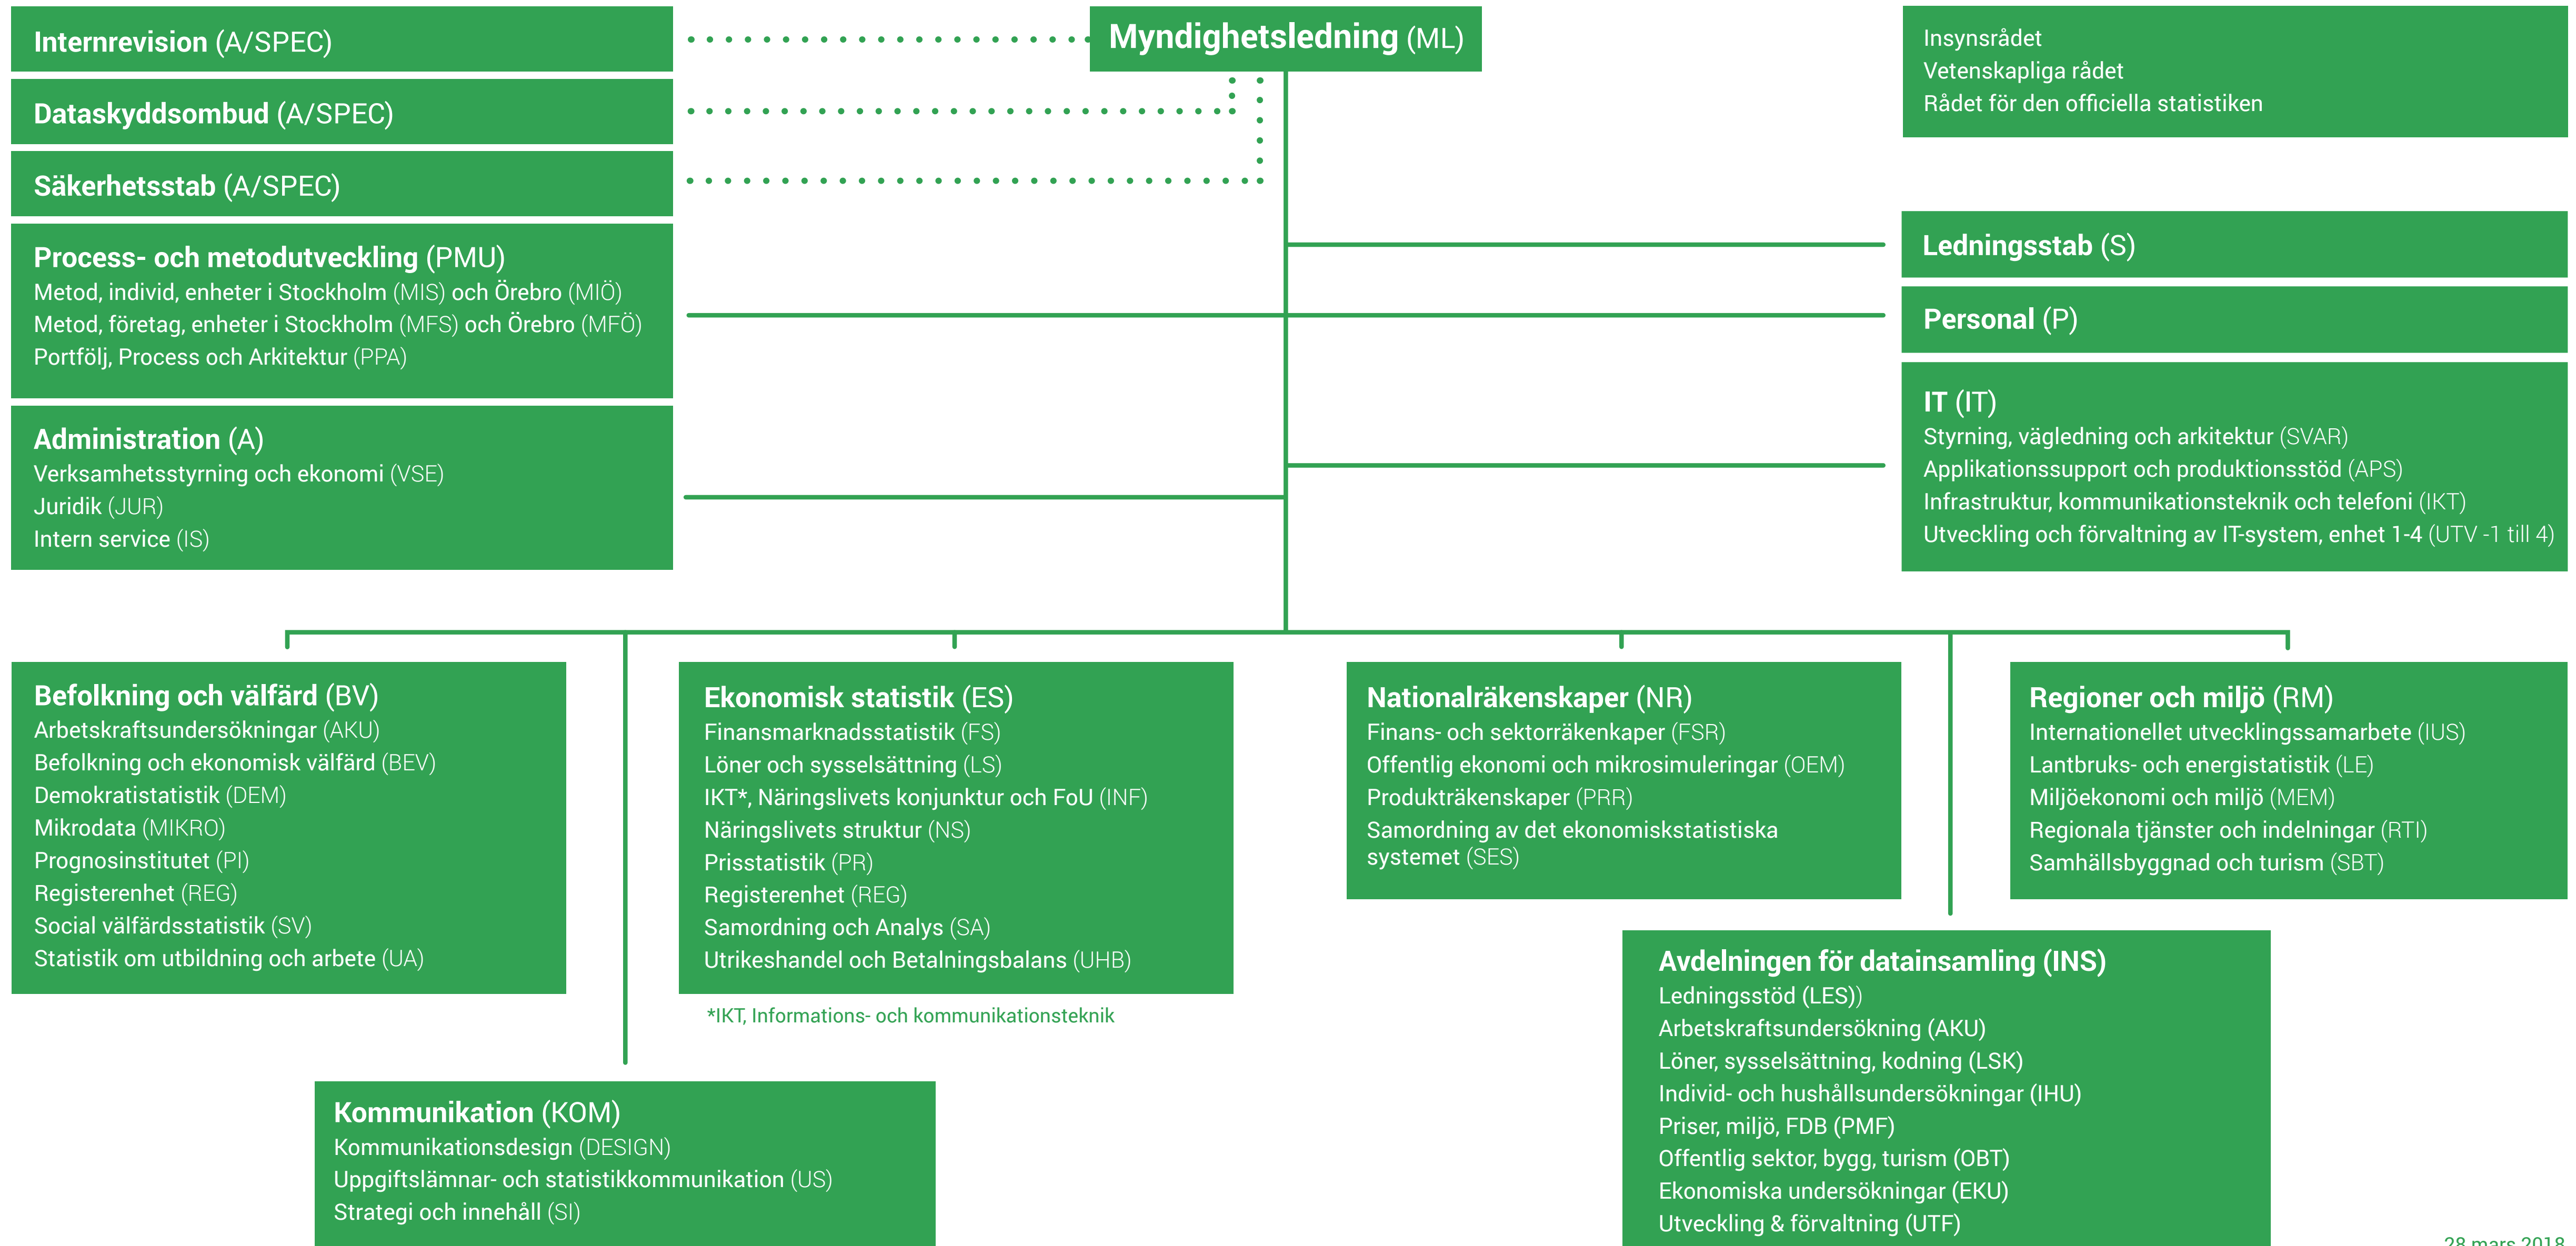 Internrevision (A/SPEC)
Dataskyddsombud (A/SPEC)
Säkerhetsstab (A/SPEC)
Process- och metodutveckling (PMU)
Metod, individ, enheter i Stockholm (MIS) och Örebro (MIÖ)
Metod, företag, enheter i Stockholm (MFS) och Örebro (MFÖ)
Portfölj, Process och Arkitektur (PPA)
Administration (A)
Verksamhetsstyrning och ekonomi (VSE)
Juridik (JUR)
Intern service (IS)
Myndighetsledning (ML)
Insynsrådet
Vetenskapliga rådet
Rådet för den officiella statistiken
Ledningsstab (S)
Personal (P)
IT (IT)
Styrning, vägledning och arkitektur (SVAR)
Applikationssupport och produktionsstöd (APS)
Infrastruktur, kommunikationsteknik och telefoni (IKT)
Utveckling och förvaltning av IT-system, enhet 1-4 (UTV -1 till 4)
Befolkning och välfärd (BV)
Arbetskraftsundersökningar (AKU)
Befolkning och ekonomisk välfärd (BEV)
Demokratistatistik (DEM)
Mikrodata (MIKRO)
Prognosinstitutet (PI)
Registerenhet (REG)
Social välfärdsstatistik (SV)
Statistik om utbildning och arbete (UA)
Ekonomisk statistik (ES)
Finansmarknadsstatistik (FS)
Löner och sysselsättning (LS)
IKT*, Näringslivets konjunktur och FoU (INF)
Näringslivets struktur (NS)
Prisstatistik (PR)
Registerenhet (REG)
Samordning och Analys (SA)
Utrikeshandel och Betalningsbalans (UHB)
*IKT, Informations- och kommunikationsteknik
Nationalräkenskaper (NR)
Finans- och sektorräkenkaper (FSR)
Offentlig ekonomi och mikrosimuleringar (OEM)
Produkträkenskaper (PRR)
Samordning av det ekonomiskstatistiska
systemet (SES)
Regioner och miljö (RM)
Internationellet utvecklingssamarbete (IUS)
Lantbruks- och energistatistik (LE)
Miljöekonomi och miljö (MEM)
Regionala tjänster och indelningar (RTI)
Samhällsbyggnad och turism (SBT)
Kommunikation (KOM)
Kommunikationsdesign (DESIGN)
Uppgiftslämnar- och statistikkommunikation (US)
Strategi och innehåll (SI)
Avdelningen för datainsamling (INS)
Ledningsstöd (LES))
Arbetskraftsundersökning (AKU)
Löner, sysselsättning, kodning (LSK)
Individ- och hushållsundersökningar (IHU)
Priser, miljö, FDB (PMF)
Offentlig sektor, bygg, turism (OBT)
Ekonomiska undersökningar (EKU)
Utveckling & förvaltning (UTF)
28 mars 2018